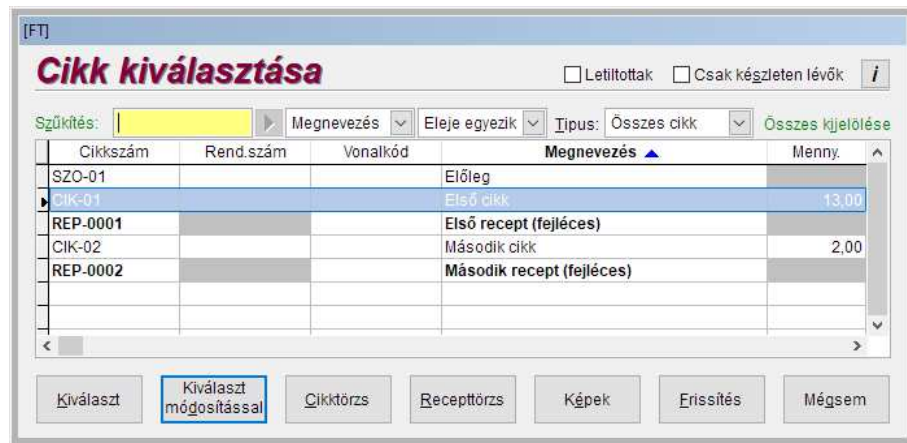 [FT]
Cikk kiválasztása
Letiltottak Csak készleten lévők i
Szűkítés: Megnevezés Eleje egyezik Tipus: Összes cikk Összes kijelölése
Cikkszám Rend.szám Vonalkód Megnevezés Menny.
SZO-01 Előleg
CIK-01 Első cikk 13,00
REP-0001 Első recept (fejléces)
CIK-02 Második cikk 2,00
REP-0002 Második recept (fejléces)
Kiválaszt Kiválaszt módosítással Cikktörzs Recepttörzs Képek Frissítés Mégsem